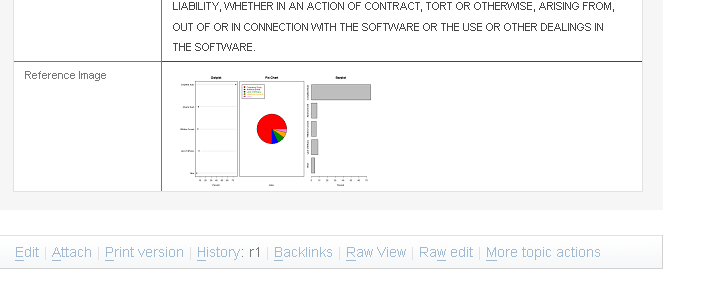 LIABILITY, WHETHER IN AN ACTION OF CONTRACT, TORT OR OTHERWISE, ARISING FROM,
OUT OF OR IN CONNECTION WITH THE SOFTWARE OR THE USE OR OTHER DEALINGS IN
THE SOFTWARE.
Reference Image
Dotplot Pie Chart Barplot
Edit | Attach | Print version | History: r1 | Backlinks | Raw View | Raw edit | More topic actions